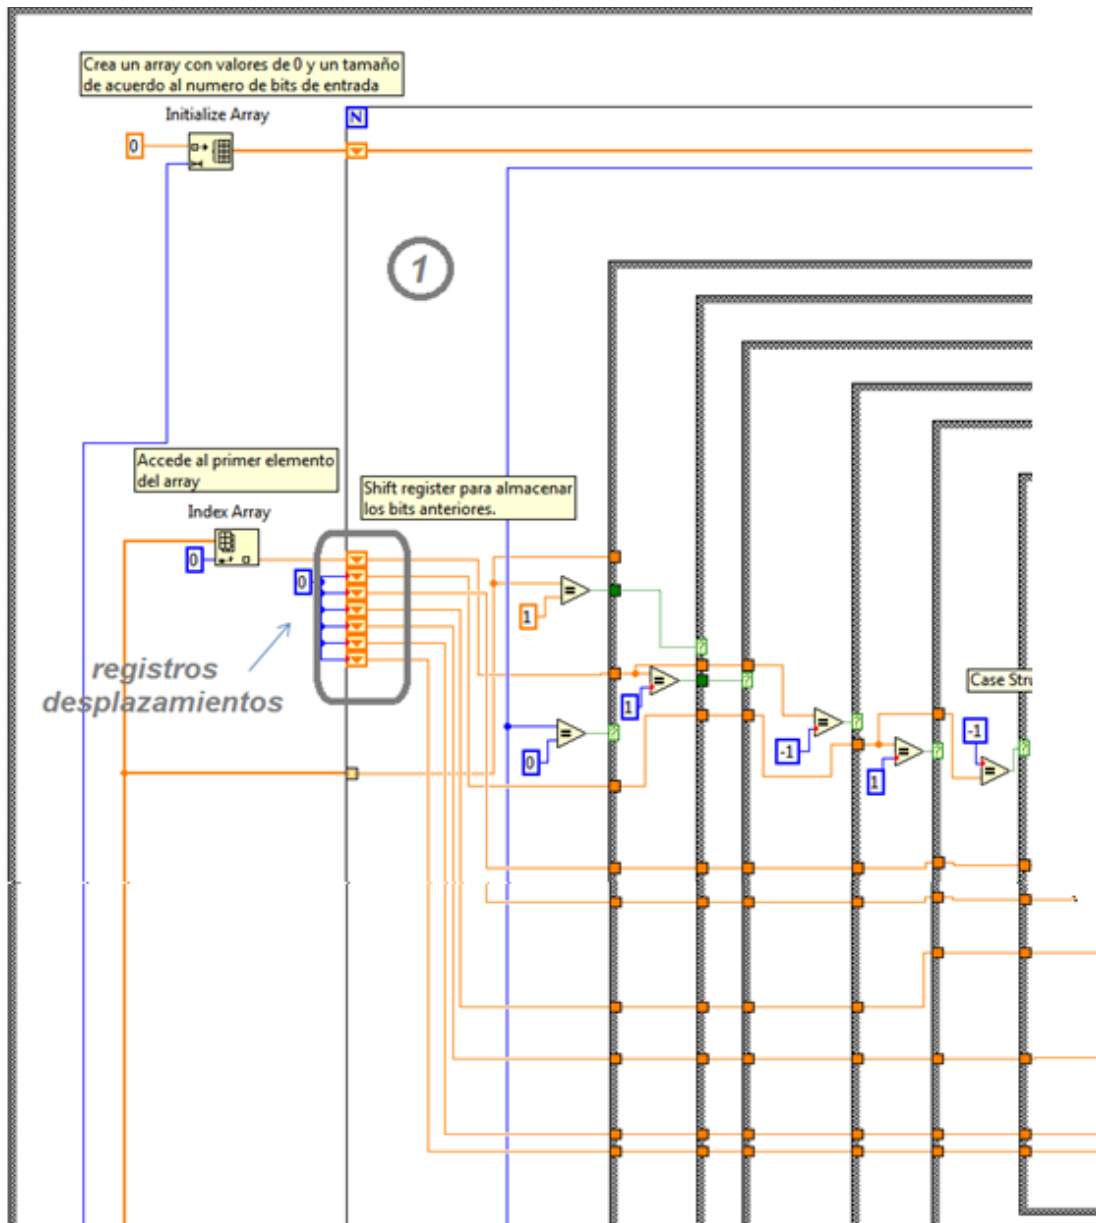 Crea un array con valores de 0 y un tamaño
de acuerdo al numero de bits de entrada
Initialize Array
N
0
1
Accede al primer elemento
del array
Shift register para almacenar
los bits anteriores.
Index Array
0
0
=
1
registros
desplazamientos
=
1
Case Stru
=
0
=
-1
=
1
-1
=